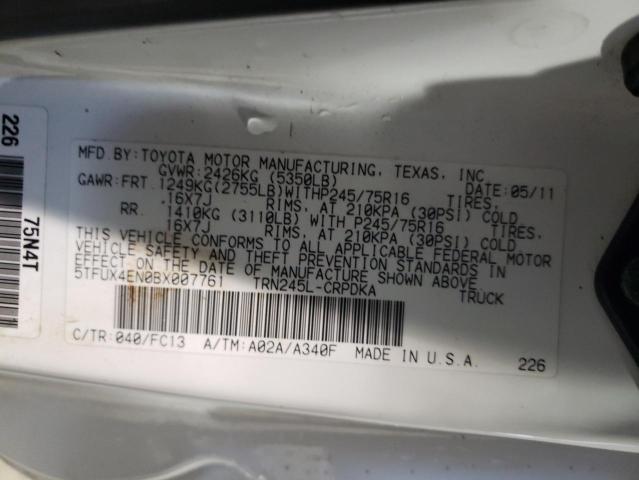 MFD.BY:TOYOTA MOTOR MANUFACTURING, TEXAS, INC.
GVWR:2426KG (5350LB) DATE:05/11
GAWR:FRT.1249KG(2755LB)WITHP245/75R16 TIRES.
16X7J RIMS. AT 210KPA (30PSI) COLD
RR. 1410KG (3110LB) WITH P245/75R16 TIRES.
16X7J RIMS. AT 210KPA (30PSI) COLD
THIS VEHICLE CONFORMS TO ALL APPLICABLE FEDERAL MOTOR
VEHICLE SAFETY AND THEFT PREVENTION STANDARDS IN
EFFECT ON THE DATE OF MANUFACTURE SHOWN ABOVE.
5TFUX4EN0BX007761 TRN245L-CRPDKA TRUCK
C/TR:040/FC13 A/TM:A02A/A340F MADE IN U.S.A. 226
226
75N4T